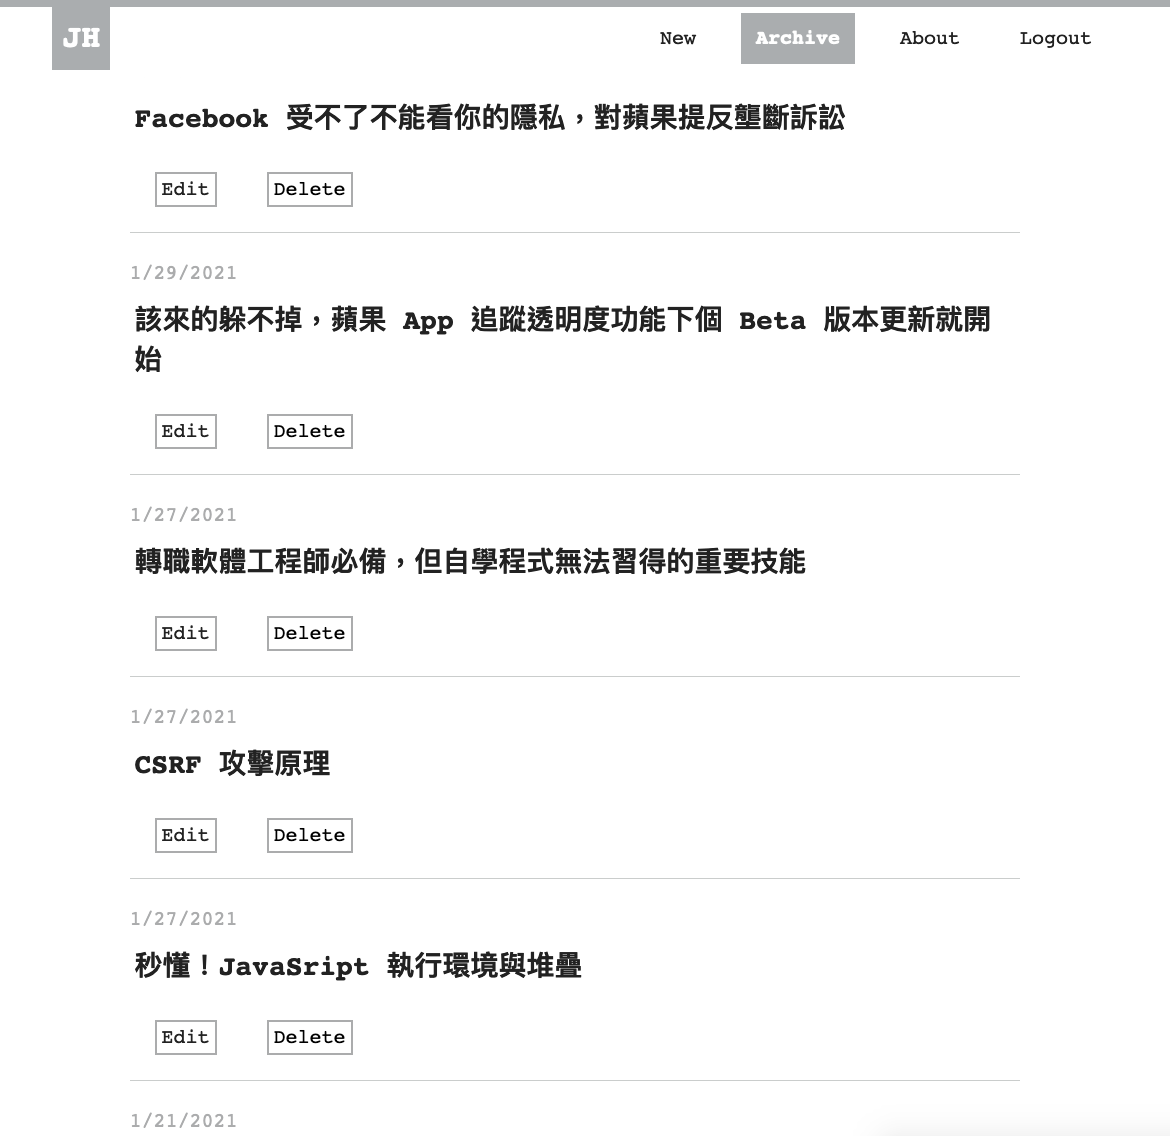 JH
New Archive About Logout
Facebook 受不了不能看你的隱私，對蘋果提反壟斷訴訟
Edit Delete
1/29/2021
該來的躲不掉，蘋果 App 追蹤透明度功能下個 Beta 版本更新就開
始
Edit Delete
1/27/2021
轉職軟體工程師必備，但自學程式無法習得的重要技能
Edit Delete
1/27/2021
CSRF 攻擊原理
Edit Delete
1/27/2021
秒懂！JavaSript 執行環境與堆疊
Edit Delete
1/21/2021